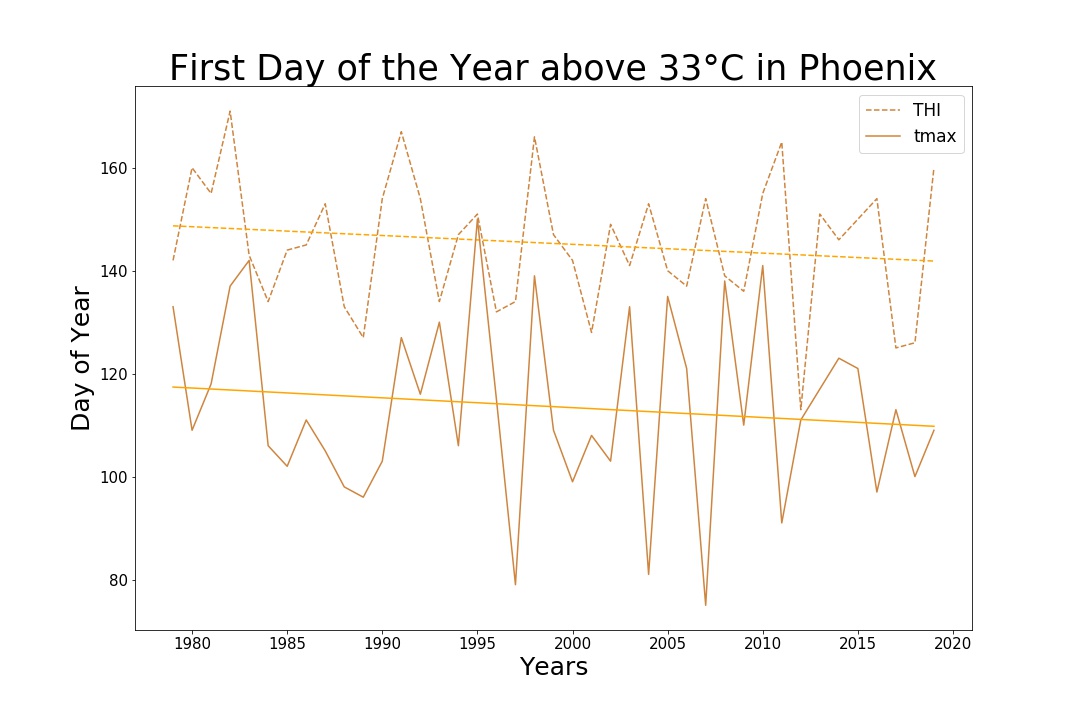 First Day of the Year above 33°C in Phoenix
THI
tmax
Day of Year
160
140
120
100
80
1980 1985 1990 1995 2000 2005 2010 2015 2020
Years